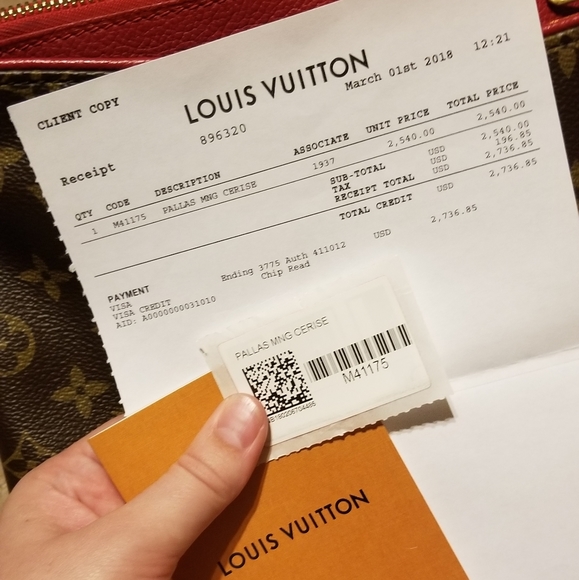 CLIENT COPY
LOUIS VUITTON
896320
March 01st 2018 12:21
Receipt
QTY CODE DESCRIPTION ASSOCIATE UNIT PRICE TOTAL PRICE
1 M41175 PALLAS MNG CERISE 1937 2,540.00 2,540.00
SUB-TOTAL USD 2,540.00
TAX USD 196.85
RECEIPT TOTAL USD 2,736.85
TOTAL CREDIT USD 2,736.85
PAYMENT
VISA Ending 3775 Auth 411012 USD 2,736.85
VISA CREDIT Chip Read
AID: A0000000031010
PALLAS MNG CERISE
M41175
LOUIS VUITTON